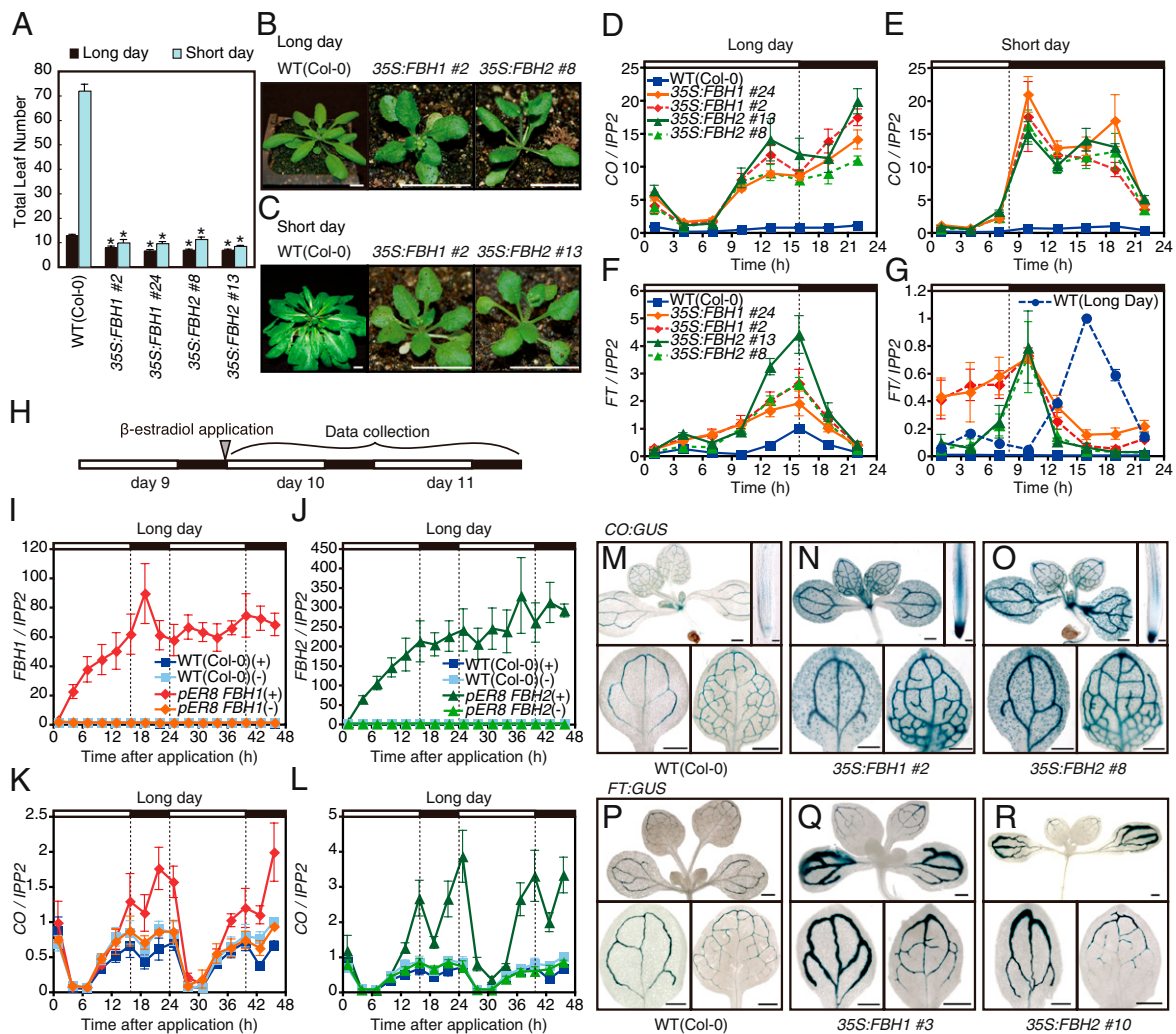 A
Long day
Short day
Total Leaf Number
80
70
60
50
40
30
20
10
0
* * * * * * * *
WT(Col-0)
35S:FBH1 #2
35S:FBH1 #24
35S:FBH2 #8
35S:FBH2 #13
B
Long day
WT(Col-0)
35S:FBH1 #2
35S:FBH2 #8
C
Short day
WT(Col-0)
35S:FBH1 #2
35S:FBH2 #13
D
Long day
CO / IPP2
25
20
15
10
5
0
WT(Col-0)
35S:FBH1 #24
35S:FBH1 #2
35S:FBH2 #13
35S:FBH2 #8
0 3 6 9 12 15 18 21 24
Time (h)
E
Short day
CO / IPP2
25
20
15
10
5
0
0 3 6 9 12 15 18 21 24
Time (h)
F
FT / IPP2
6
5
4
3
2
1
0
WT(Col-0)
35S:FBH1 #24
35S:FBH1 #2
35S:FBH2 #13
35S:FBH2 #8
0 3 6 9 12 15 18 21 24
Time (h)
G
FT / IPP2
1.2
1
0.8
0.6
0.4
0.2
0
WT(Long Day)
0 3 6 9 12 15 18 21 24
Time (h)
H
β-estradiol application
Data collection
day 9
day 10
day 11
I
Long day
FBH1 / IPP2
120
100
80
60
40
20
0
WT(Col-0)(+)
WT(Col-0)(-)
pER8 FBH1(+)
pER8 FBH1(-)
0 6 12 18 24 30 36 42 48
Time after application (h)
J
Long day
FBH2 / IPP2
450
400
350
300
250
200
150
100
50
0
WT(Col-0)(+)
WT(Col-0)(-)
pER8 FBH2(+)
pER8 FBH2(-)
0 6 12 18 24 30 36 42 48
Time after application (h)
K
Long day
CO / IPP2
2.5
2
1.5
1
0.5
0
0 6 12 18 24 30 36 42 48
Time after application (h)
L
Long day
CO / IPP2
5
4
3
2
1
0
0 6 12 18 24 30 36 42 48
Time after application (h)
CO:GUS
M
N
O
WT(Col-0)
35S:FBH1 #2
35S:FBH2 #8
FT:GUS
P
Q
R
WT(Col-0)
35S:FBH1 #3
35S:FBH2 #10